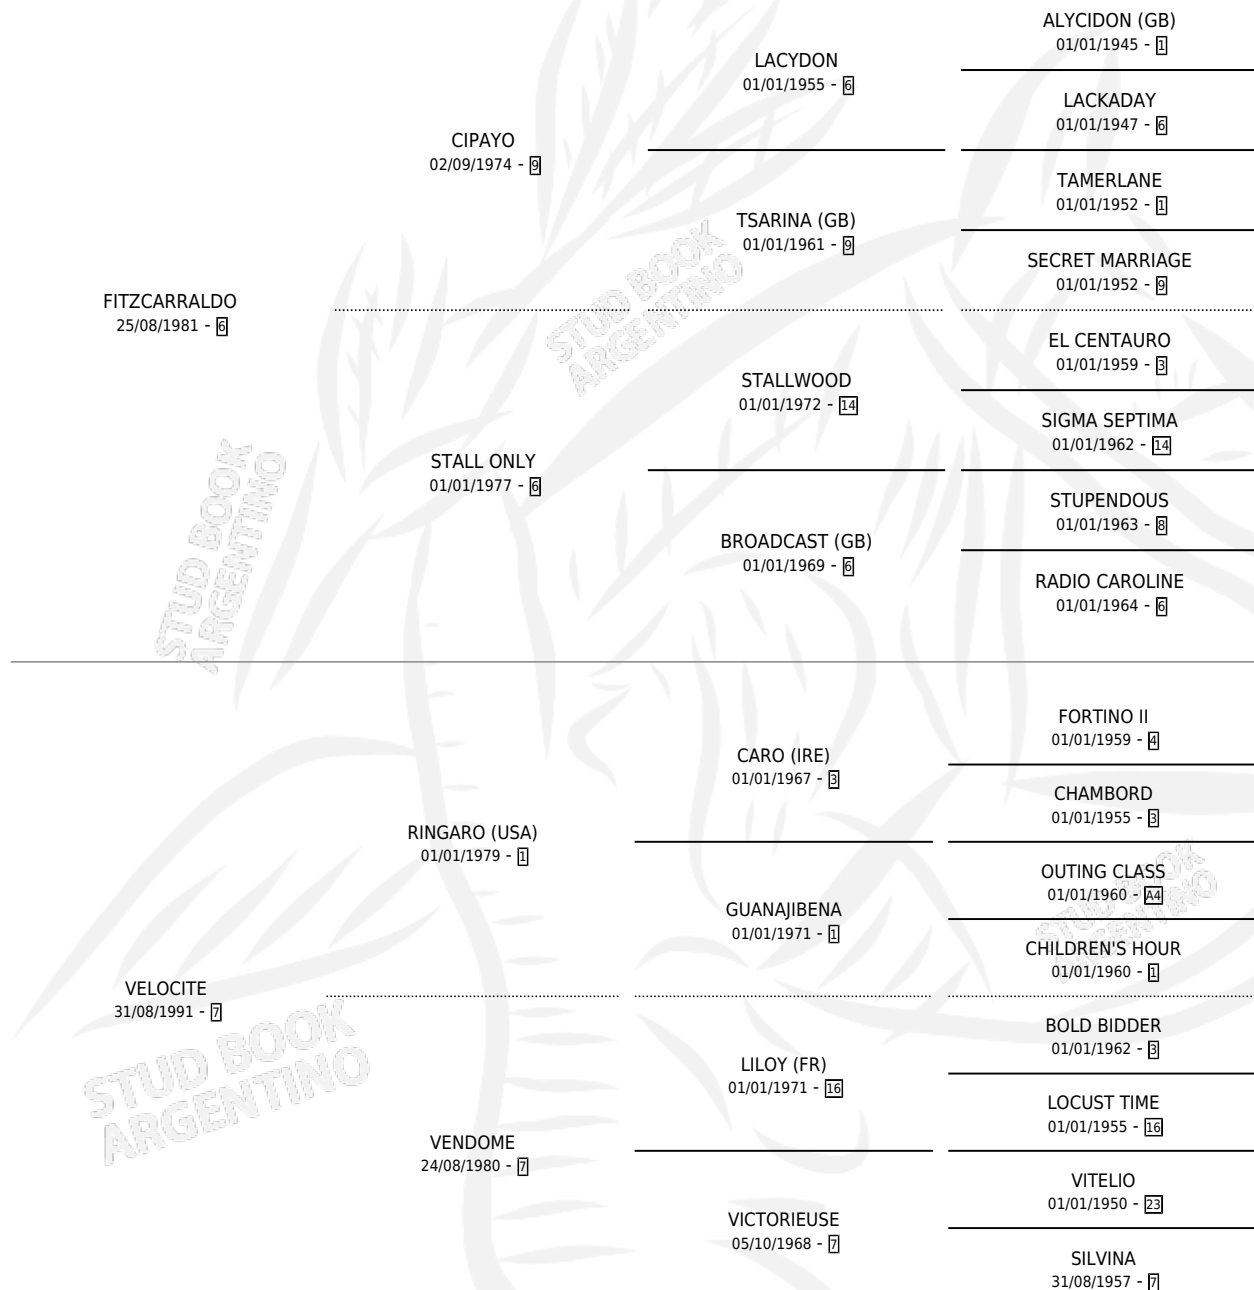 ALYCIDON (GB)
01/01/1945 - 1
LACYDON
01/01/1955 - 6
LACKADAY
01/01/1947 - 6
CIPAYO
02/09/1974 - 9
TAMERLANE
01/01/1952 - 1
TSARINA (GB)
01/01/1961 - 9
SECRET MARRIAGE
01/01/1952 - 9
FITZCARRALDO
25/08/1981 - 6
EL CENTAURO
01/01/1959 - 3
STALLWOOD
01/01/1972 - 14
SIGMA SEPTIMA
01/01/1962 - 14
STALL ONLY
01/01/1977 - 6
STUPENDOUS
01/01/1963 - 8
BROADCAST (GB)
01/01/1969 - 6
RADIO CAROLINE
01/01/1964 - 6
FORTINO II
01/01/1959 - 4
CARO (IRE)
01/01/1967 - 3
CHAMBORD
01/01/1955 - 3
RINGARO (USA)
01/01/1979 - 1
OUTING CLASS
01/01/1960 - A4
GUANAJIBENA
01/01/1971 - 1
CHILDREN'S HOUR
01/01/1960 - 1
VELOCITE
31/08/1991 - 7
BOLD BIDDER
01/01/1962 - 3
LILOY (FR)
01/01/1971 - 16
LOCUST TIME
01/01/1955 - 16
VENDOME
24/08/1980 - 7
VITELIO
01/01/1950 - 23
VICTORIEUSE
05/10/1968 - 7
SILVINA
31/08/1957 - 7
STUD BOOK
ARGENTINO
STUD BOOK
ARGENTINO
STUD BOOK
ARGENTINO
STUD BOOK
ARGENTINO